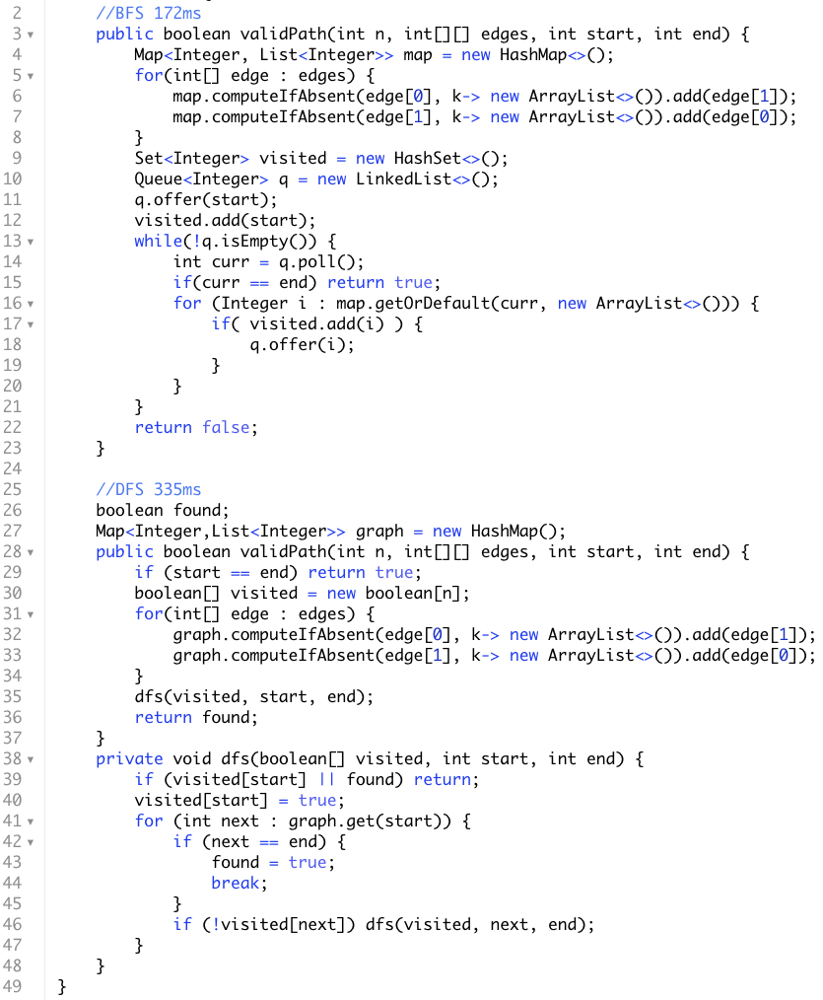 2 //BFS 172ms
3 public boolean validPath(int n, int[][] edges, int start, int end) {
4 Map<Integer, List<Integer>> map = new HashMap<>();
5 for(int[] edge : edges) {
6 map.computeIfAbsent(edge[0], k-> new ArrayList<>()).add(edge[1]);
7 map.computeIfAbsent(edge[1], k-> new ArrayList<>()).add(edge[0]);
8 }
9 Set<Integer> visited = new HashSet<>();
10 Queue<Integer> q = new LinkedList<>();
11 q.offer(start);
12 visited.add(start);
13 while(!q.isEmpty()) {
14 int curr = q.poll();
15 if(curr == end) return true;
16 for (Integer i : map.getOrDefault(curr, new ArrayList<>())) {
17 if( visited.add(i) ) {
18 q.offer(i);
19 }
20 }
21 }
22 return false;
23 }
24
25 //DFS 335ms
26 boolean found;
27 Map<Integer,List<Integer>> graph = new HashMap();
28 public boolean validPath(int n, int[][] edges, int start, int end) {
29 if (start == end) return true;
30 boolean[] visited = new boolean[n];
31 for(int[] edge : edges) {
32 graph.computeIfAbsent(edge[0], k-> new ArrayList<>()).add(edge[1]);
33 graph.computeIfAbsent(edge[1], k-> new ArrayList<>()).add(edge[0]);
34 }
35 dfs(visited, start, end);
36 return found;
37 }
38 private void dfs(boolean[] visited, int start, int end) {
39 if (visited[start] || found) return;
40 visited[start] = true;
41 for (int next : graph.get(start)) {
42 if (next == end) {
43 found = true;
44 break;
45 }
46 if (!visited[next]) dfs(visited, next, end);
47 }
48 }
49 }